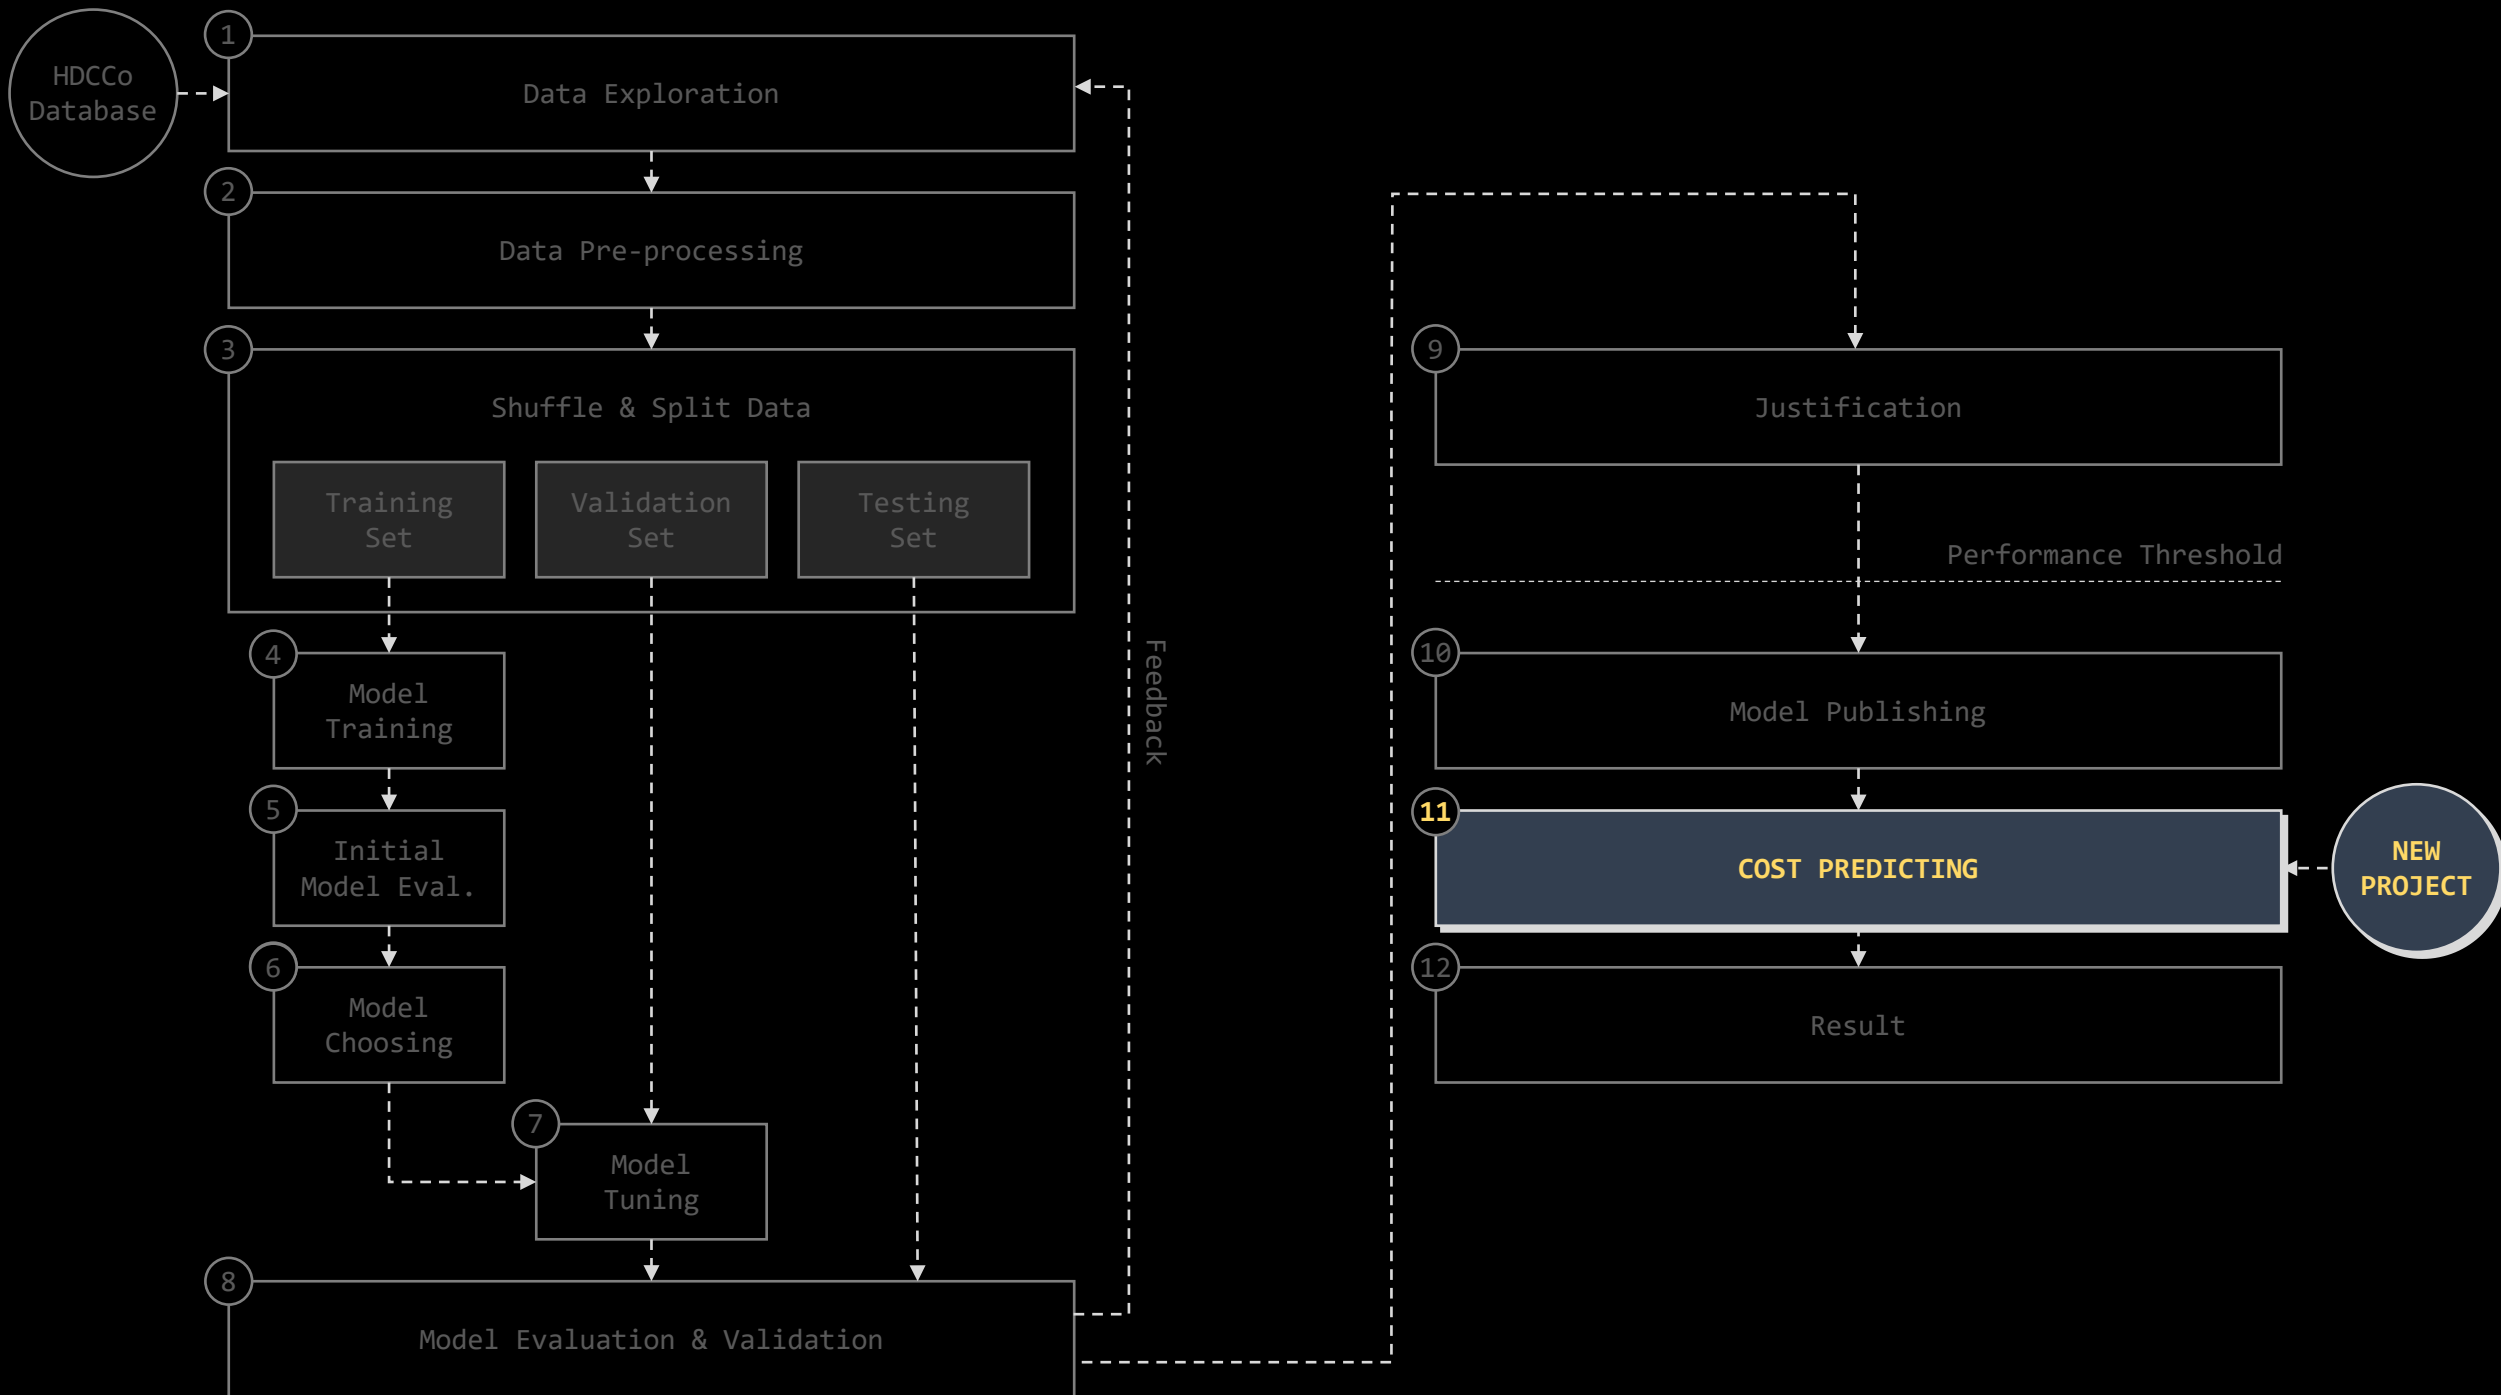 HDCCo
Database
1
Data Exploration
2
Data Pre-processing
3
Shuffle & Split Data
Training
Set
Validation
Set
Testing
Set
4
Model
Training
5
Initial
Model Eval.
6
Model
Choosing
7
Model
Tuning
8
Model Evaluation & Validation
Feedback
9
Justification
Performance Threshold
10
Model Publishing
11
COST PREDICTING
NEW
PROJECT
12
Result